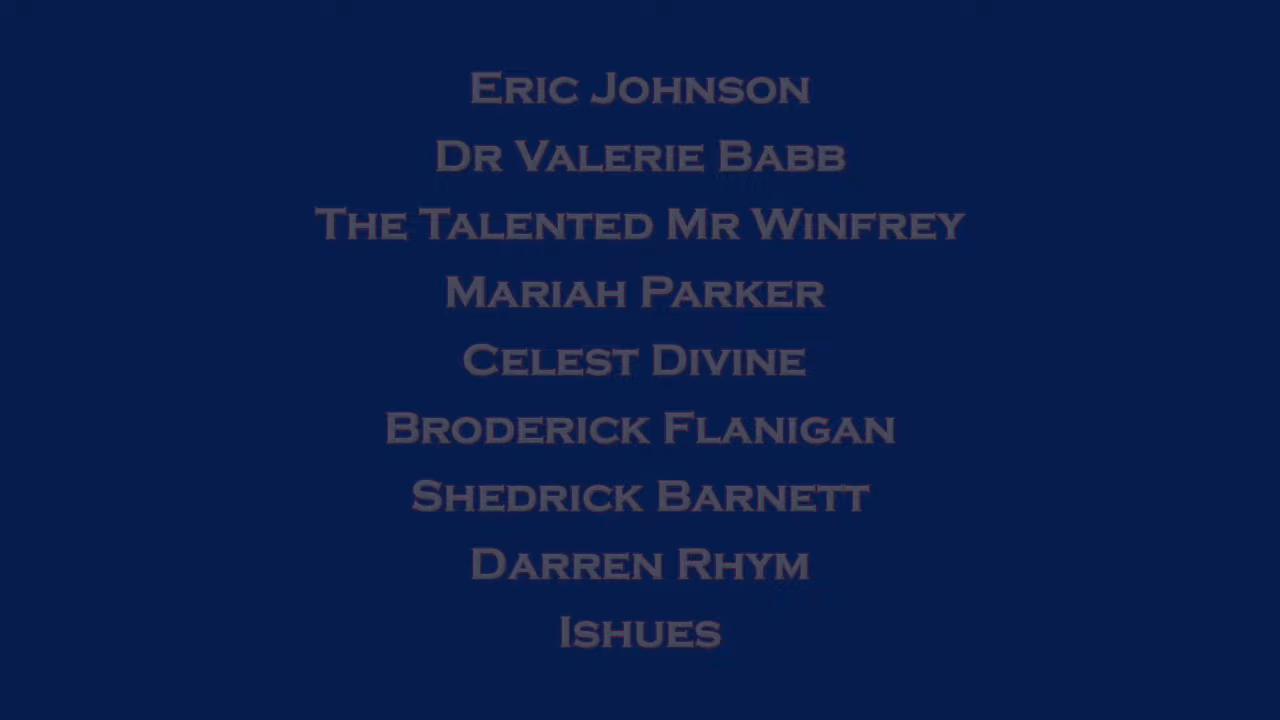 Eric Johnson
Dr Valerie Babb
The Talented Mr Winfrey
Mariah Parker
Celest Divine
Broderick Flanigan
Shedrick Barnett
Darren Rhym
Ishues